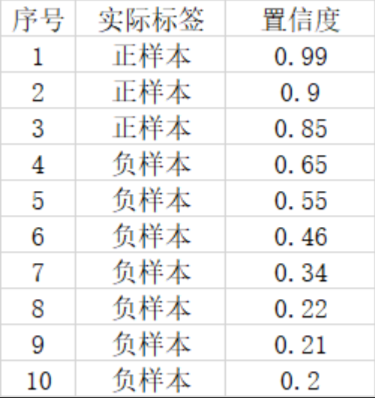 序号 实际标签 置信度
1 正样本 0.99
2 正样本 0.9
3 正样本 0.85
4 负样本 0.65
5 负样本 0.55
6 负样本 0.46
7 负样本 0.34
8 负样本 0.22
9 负样本 0.21
10 负样本 0.2